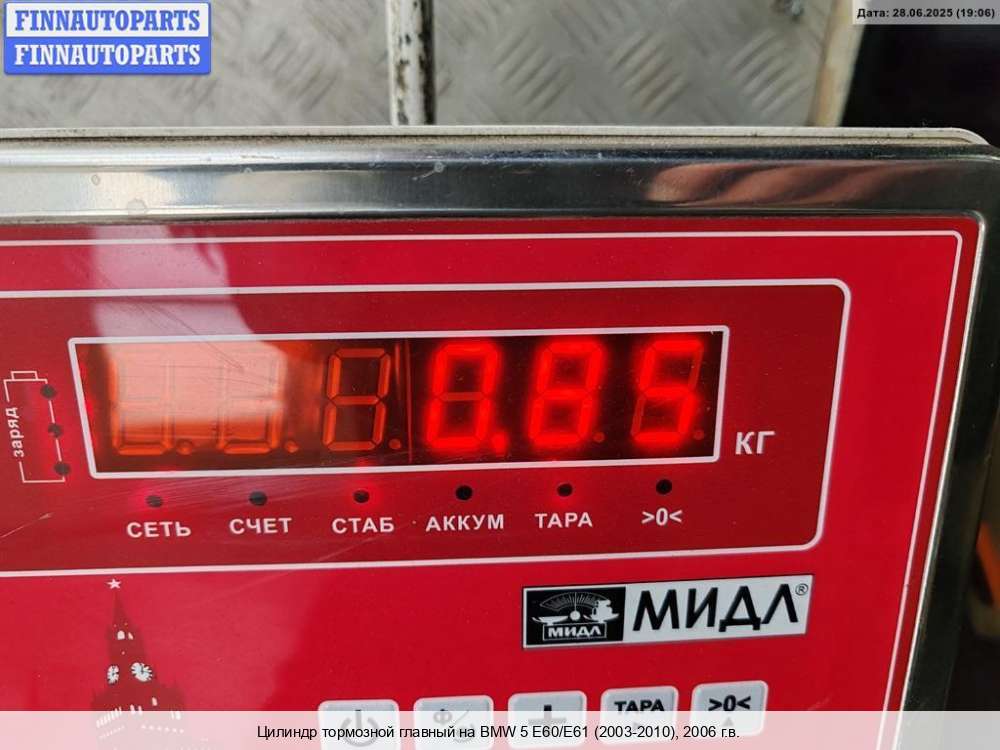 FINNAUTOPARTS
FINNAUTOPARTS
Дата: 28.06.2025 (19:06)
0.85
КГ
заряд
СЕТЬ СЧЕТ СТАБ АККУМ ТАРА >0<
МИДЛ МИДЛ®
ТАРА >0<
Цилиндр тормозной главный на BMW 5 E60/E61 (2003-2010), 2006 г.в.